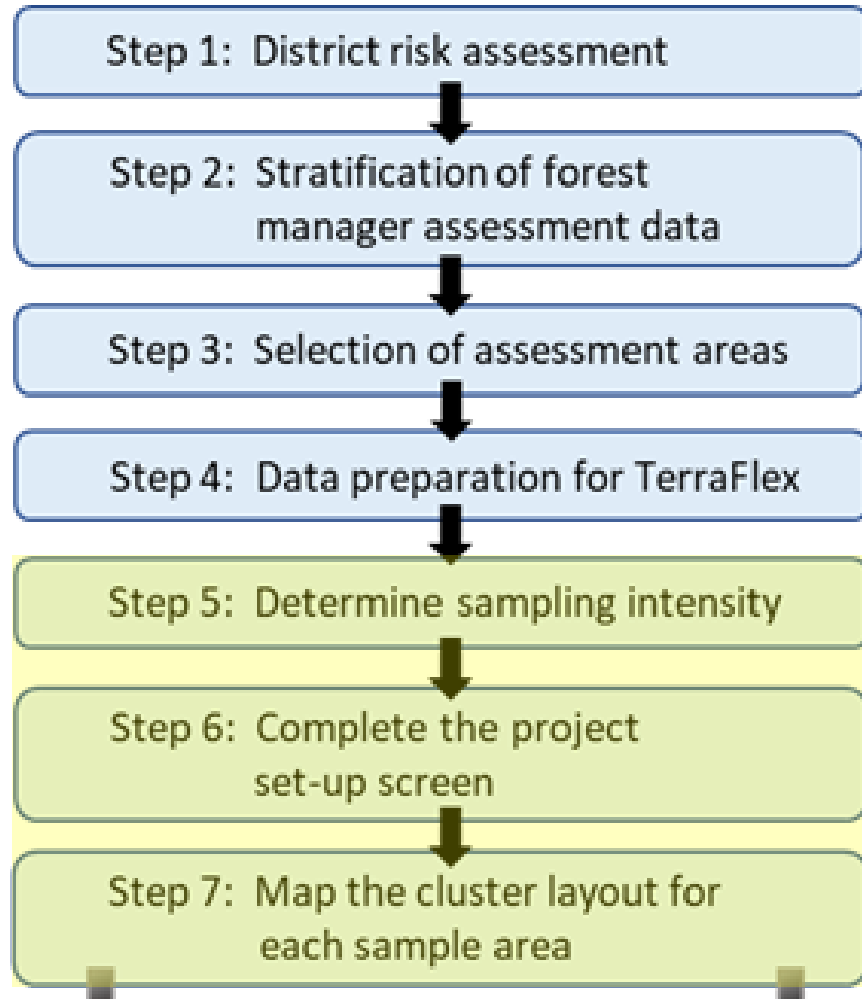 Step 1: District risk assessment
Step 2: Stratification of forest
manager assessment data
Step 3: Selection of assessment areas
Step 4: Data preparation for TerraFlex
Step 5: Determine sampling intensity
Step 6: Complete the project
set-up screen
Step 7: Map the cluster layout for
each sample area